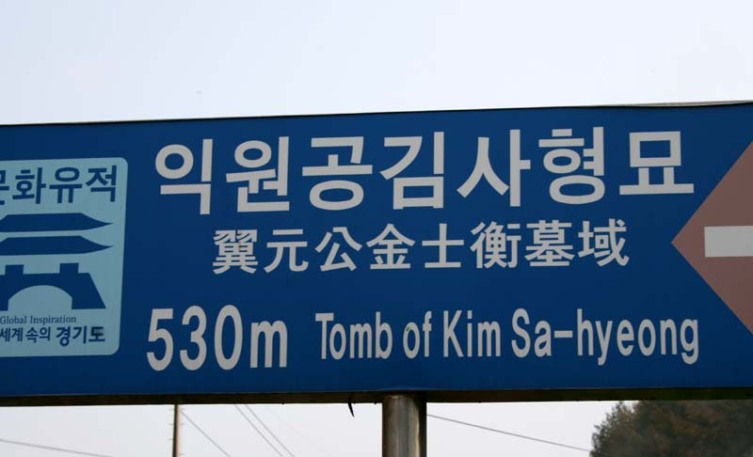 문화유적
Global Inspiration
세계 속의 경기도
익원공김사형묘
翼元公金士衡墓域
530m Tomb of Kim Sa-hyeong